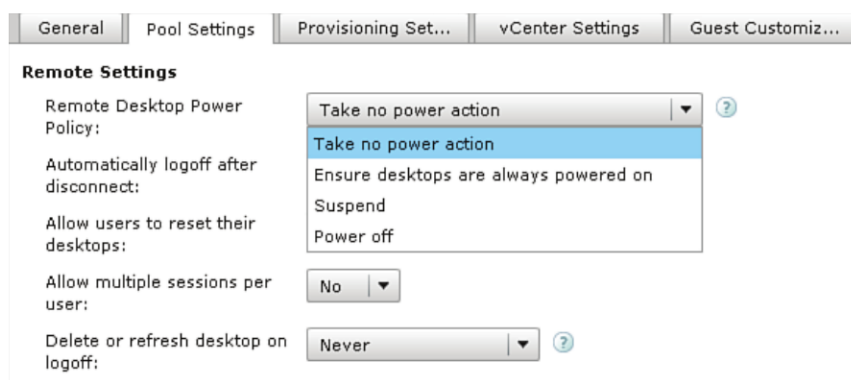 General
Pool Settings
Provisioning Set...
vCenter Settings
Guest Customiz...
Remote Settings
Remote Desktop Power
Policy:
Take no power action
?
Take no power action
Ensure desktops are always powered on
Suspend
Power off
Automatically logoff after
disconnect:
Allow users to reset their
desktops:
Allow multiple sessions per
user:
No
Delete or refresh desktop on
logoff:
Never
?